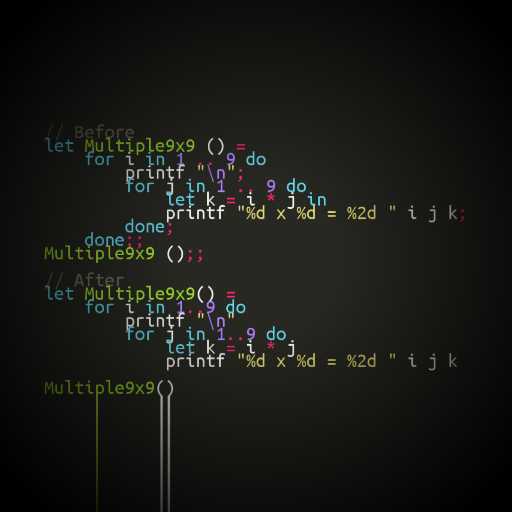 // Before
let Multiple9x9 () =
    for i in 1 .. 9 do
        printf "\n";
        for j in 1 .. 9 do
            let k = i * j in
            printf "%d x %d = %2d " i j k;
        done;
    done;;
Multiple9x9 ();;
// After
let Multiple9x9() =
    for i in 1..9 do
        printf "\n"
        for j in 1..9 do
            let k = i * j
            printf "%d x %d = %2d " i j k
Multiple9x9()